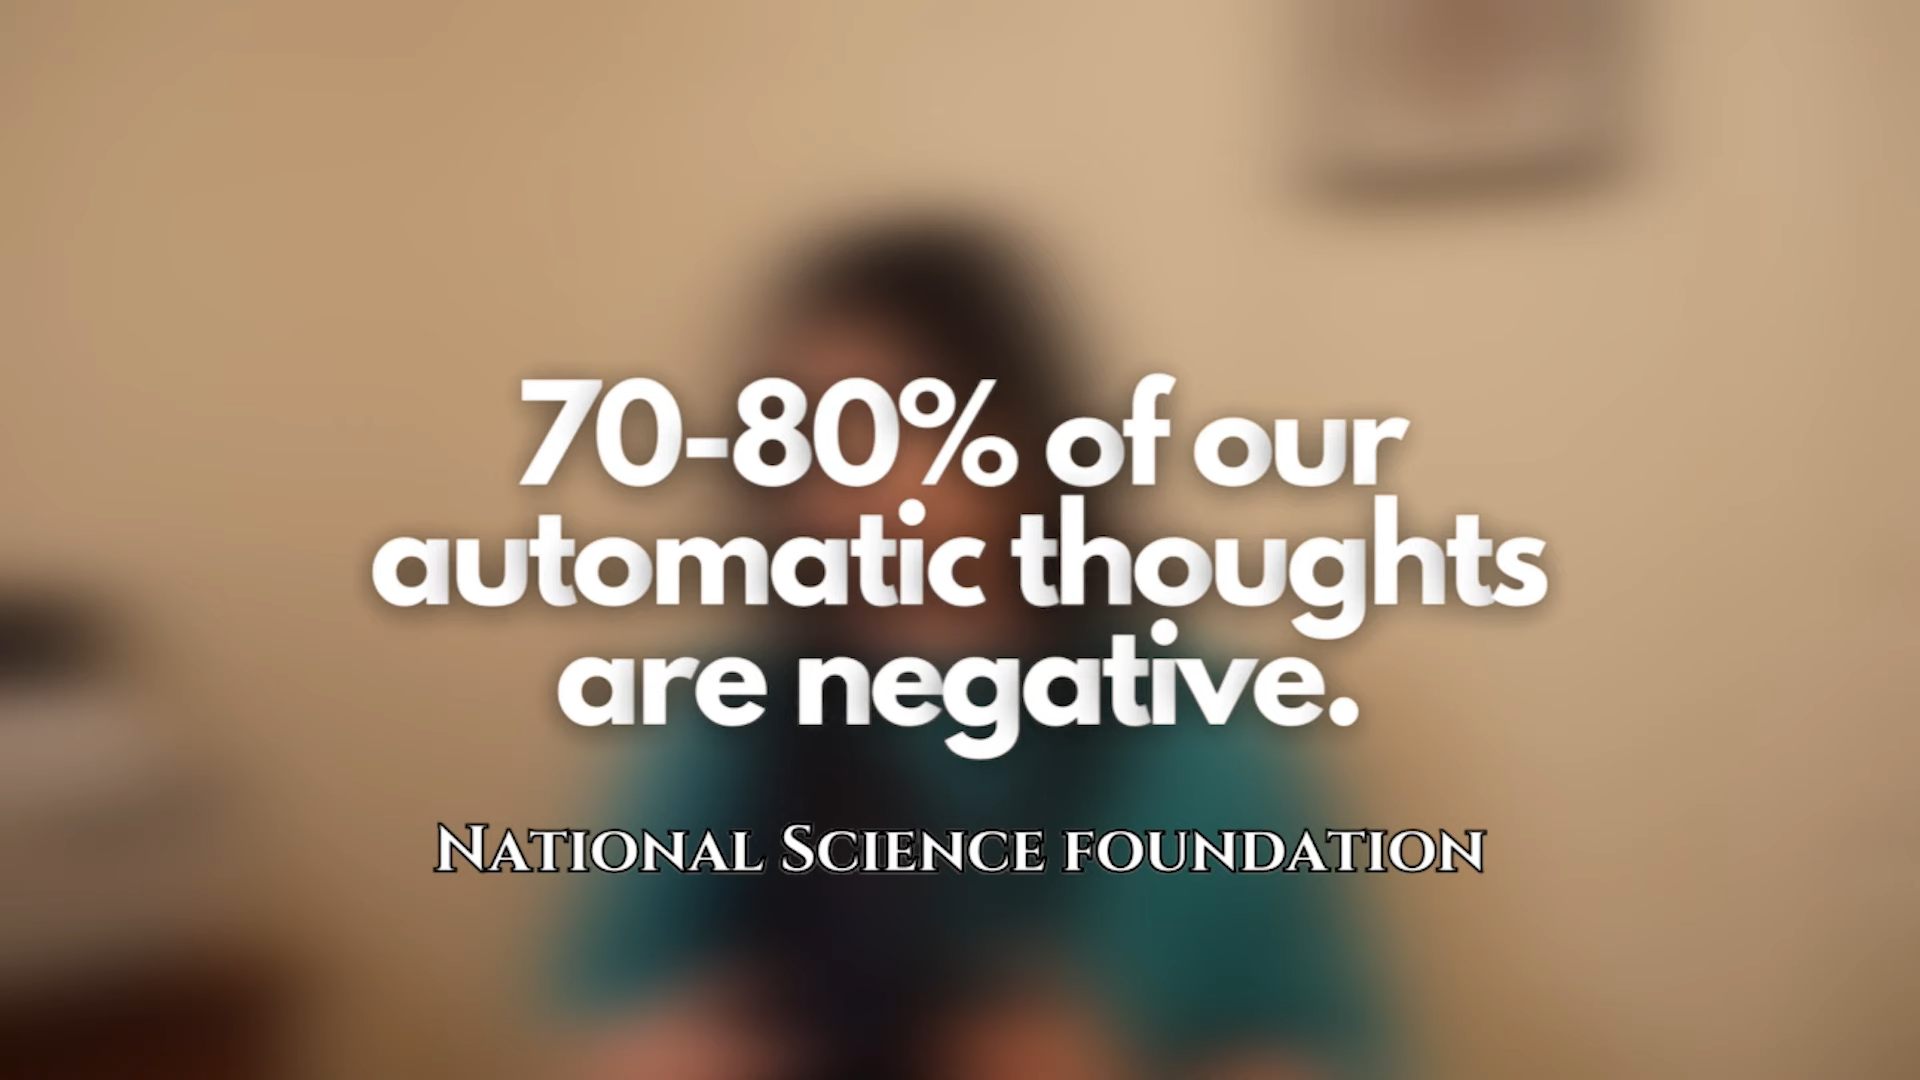 70-80% of our
automatic thoughts
are negative.
National Science foundation